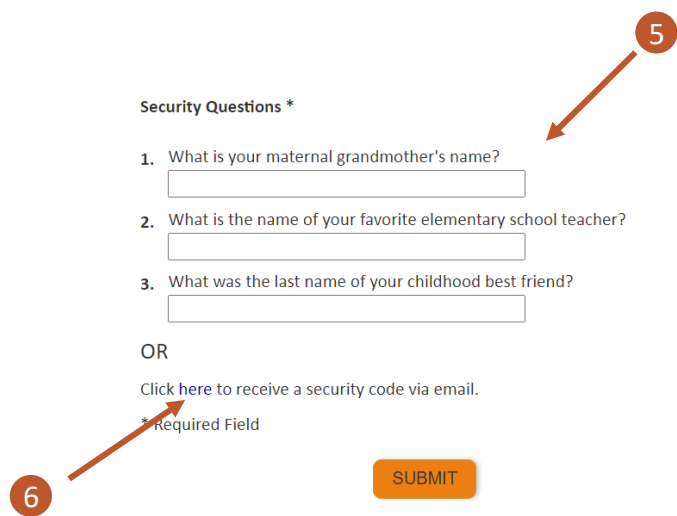 5
Security Questions *
1. What is your maternal grandmother's name?
2. What is the name of your favorite elementary school teacher?
3. What was the last name of your childhood best friend?
OR
Click here to receive a security code via email.
* Required Field
SUBMIT
6